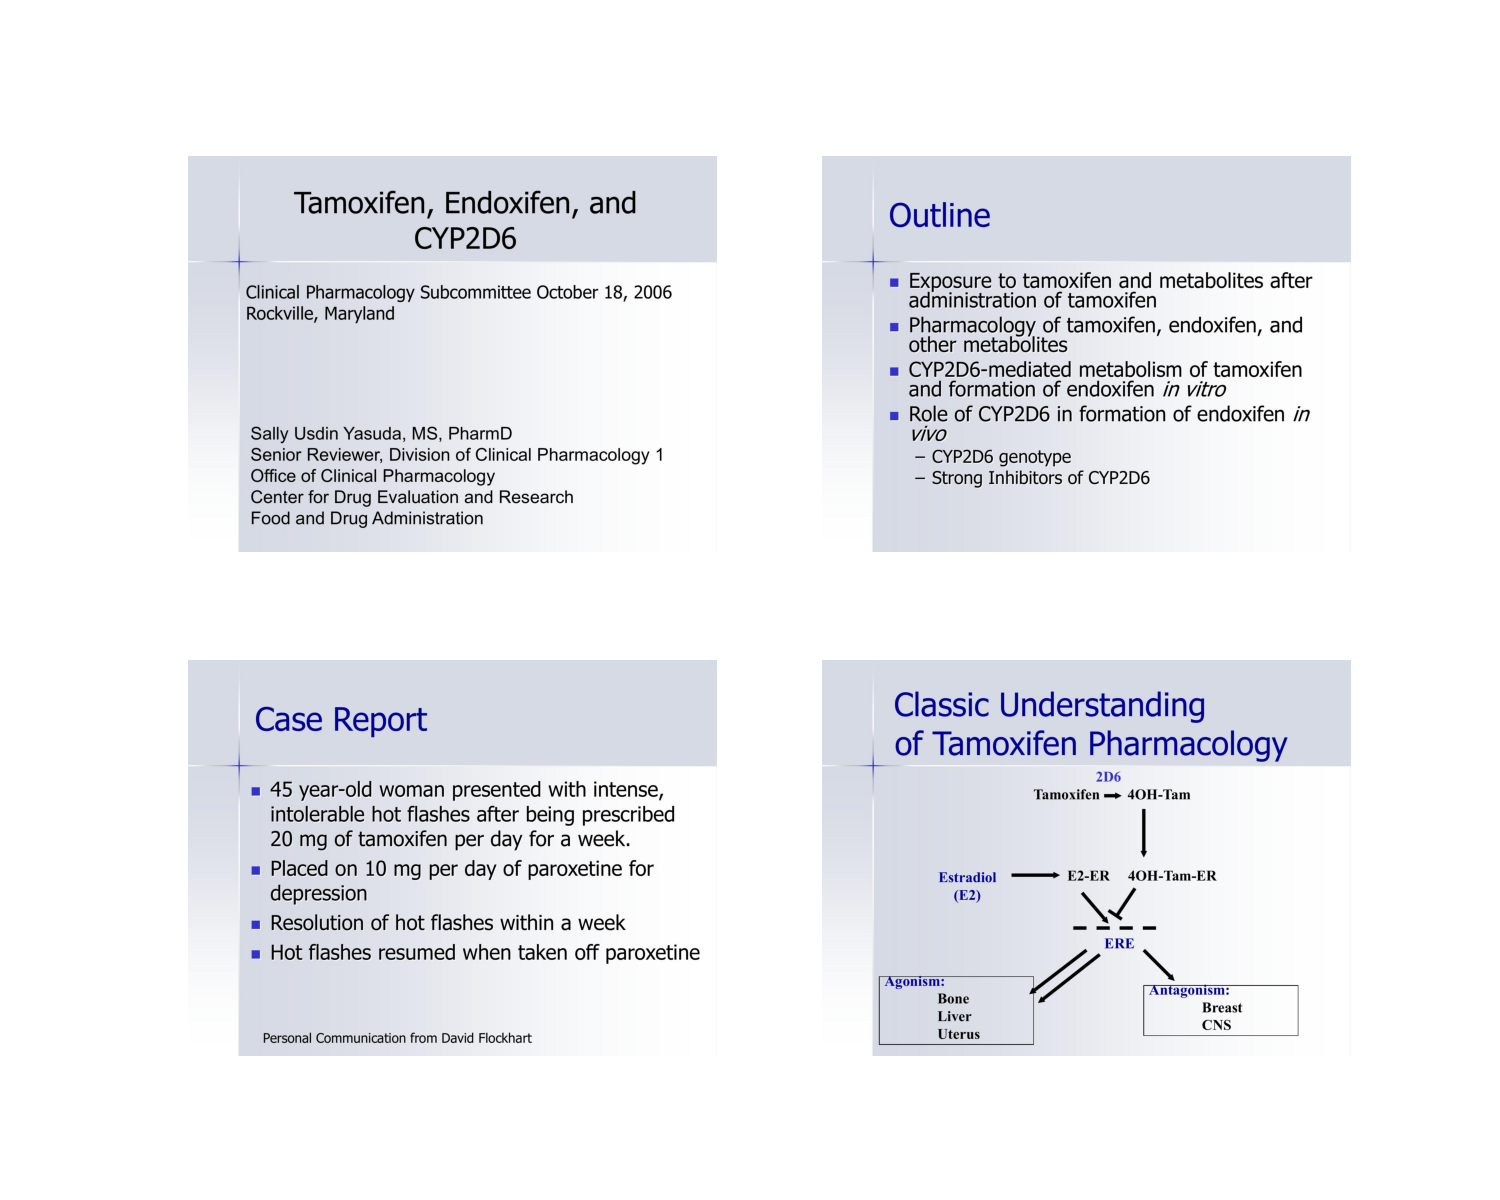 Tamoxifen, Endoxifen, and
CYP2D6
Clinical Pharmacology Subcommittee October 18, 2006
Rockville, Maryland
Sally Usdin Yasuda, MS, PharmD
Senior Reviewer, Division of Clinical Pharmacology 1
Office of Clinical Pharmacology
Center for Drug Evaluation and Research
Food and Drug Administration
Outline
■ Exposure to tamoxifen and metabolites after
administration of tamoxifen
■ Pharmacology of tamoxifen, endoxifen, and
other metabolites
■ CYP2D6-mediated metabolism of tamoxifen
and formation of endoxifen in vitro
■ Role of CYP2D6 in formation of endoxifen in
vivo
– CYP2D6 genotype
– Strong Inhibitors of CYP2D6
Case Report
■ 45 year-old woman presented with intense,
intolerable hot flashes after being prescribed
20 mg of tamoxifen per day for a week.
■ Placed on 10 mg per day of paroxetine for
depression
■ Resolution of hot flashes within a week
■ Hot flashes resumed when taken off paroxetine
Personal Communication from David Flockhart
Classic Understanding
of Tamoxifen Pharmacology
2D6
Tamoxifen 4OH-Tam
Estradiol E2-ER 4OH-Tam-ER
(E2)
ERE
Agonism:
Bone
Liver
Uterus
Antagonism:
Breast
CNS